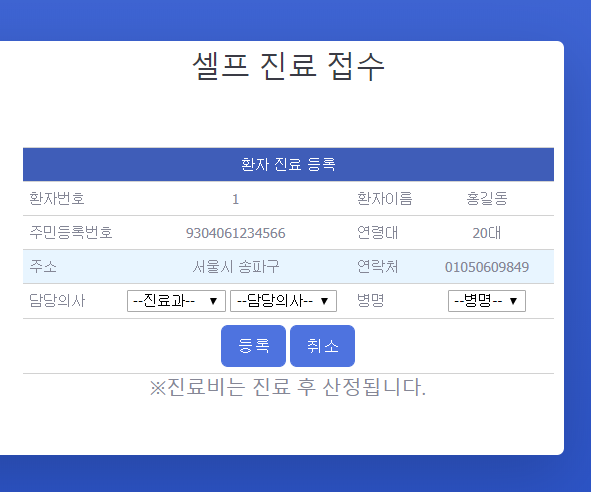 셀프 진료 접수
환자 진료 등록
환자번호 1 환자이름 홍길동
주민등록번호 9304061234566 연령대 20대
주소 서울시 송파구 연락처 01050609849
담당의사 --진료과-- ▼ --담당의사-- ▼ 병명 --병명-- ▼
등록 취소
※진료비는 진료 후 산정됩니다.